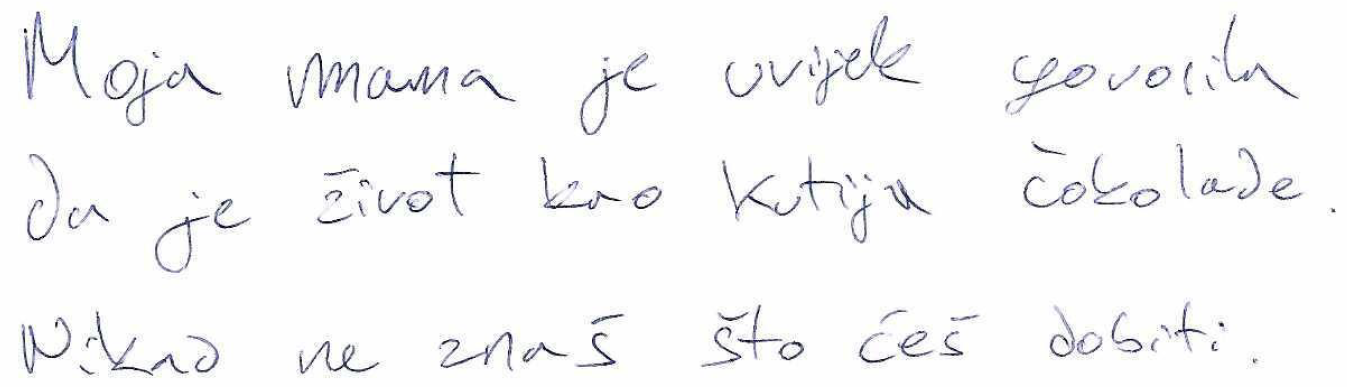 Moja mama je uvijek govorila
da je život kao kutija čokolade.
Nikad ne znaš što ćeš dobiti.